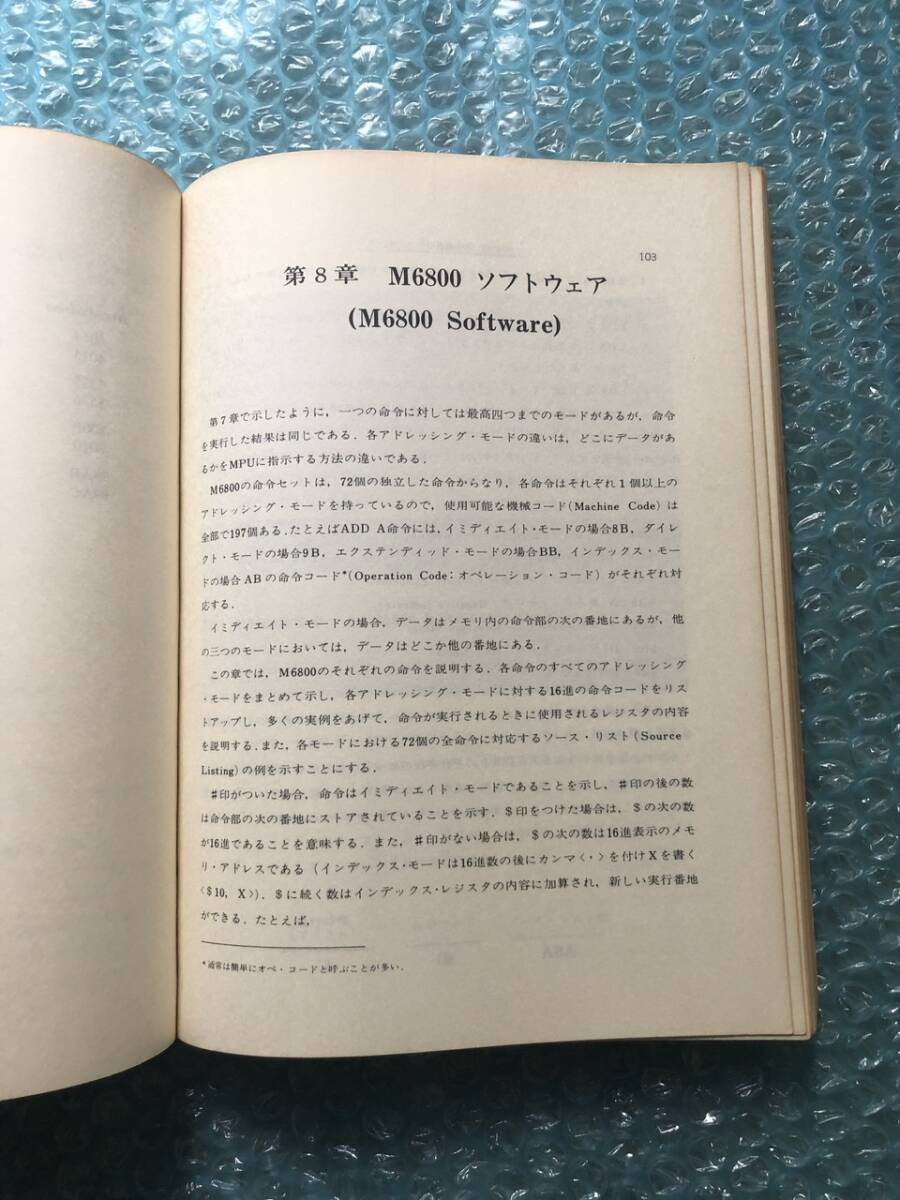 103
第8章 M6800 ソフトウェア
(M6800 Software)
第7章で示したように，一つの命令に対しては最高四つまでのモードがあるが，命令
を実行した結果は同じである．各アドレッシング・モードの違いは，どこにデータがあ
るかをMPUに指示する方法の違いである．
M6800の命令セットは，72個の独立した命令からなり，各命令はそれぞれ1個以上の
アドレッシング・モードを持っているので，使用可能な機械コード(Machine Code)は
全部で197個ある．たとえばADD A命令には，イミディエイト・モードの場合8B，ダイレ
クト・モードの場合9B，エクステンディッド・モードの場合BB，インデックス・モー
ドの場合ABの命令コード*(Operation Code：オペレーション・コード)がそれぞれ対
応する．
イミディエイト・モードの場合，データはメモリ内の命令部の次の番地にあるが，他
の三つのモードにおいては，データはどこか他の番地にある．
この章では，M6800のそれぞれの命令を説明する．各命令のすべてのアドレッシング
・モードをまとめて示し，各アドレッシング・モードに対する16進の命令コードをリス
トアップし，多くの実例をあげて，命令が実行されるときに使用されるレジスタの内容
を説明する．また，各モードにおける72個の全命令に対応するソース・リスト(Source
Listing)の例を示すことにする．
#印がついた場合，命令はイミディエイト・モードであることを示し，#印の後の数
は命令部の次の番地にストアされていることを示す．$印をつけた場合は，$の次の数
が16進であることを意味する．また，#印がない場合は，$の次の数は16進表示のメモ
リ・アドレスである（インデックス・モードは16進数の後にカンマ〈・〉を付けXを書く
〈$10, X〉)．$に続く数はインデックス・レジスタの内容に加算され，新しい実行番地
ができる．たとえば，
*通常は簡単にオペ・コードと呼ぶことが多い．